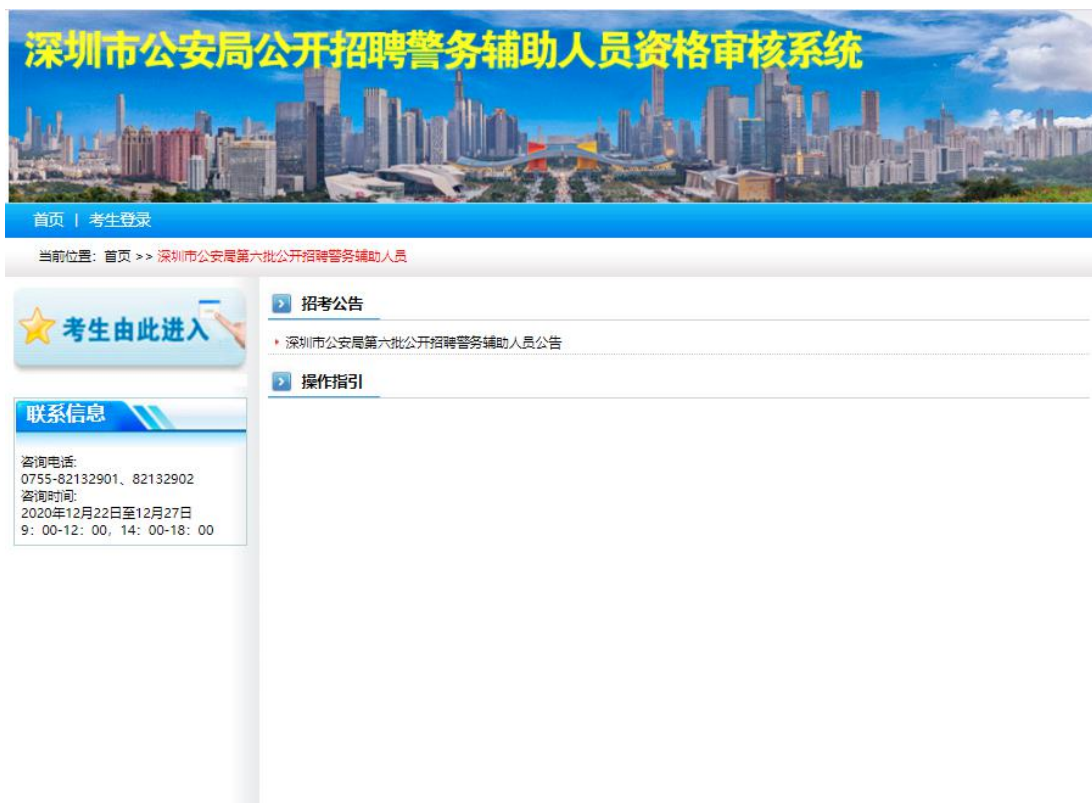 深圳市公安局公开招聘警务辅助人员资格审核系统
首页 | 考生登录
当前位置：首页 >> 深圳市公安局第六批公开招聘警务辅助人员
考生由此进入
联系信息
咨询电话:
0755-82132901、82132902
咨询时间:
2020年12月22日至12月27日
9：00-12：00，14：00-18：00
招考公告
深圳市公安局第六批公开招聘警务辅助人员公告
操作指引